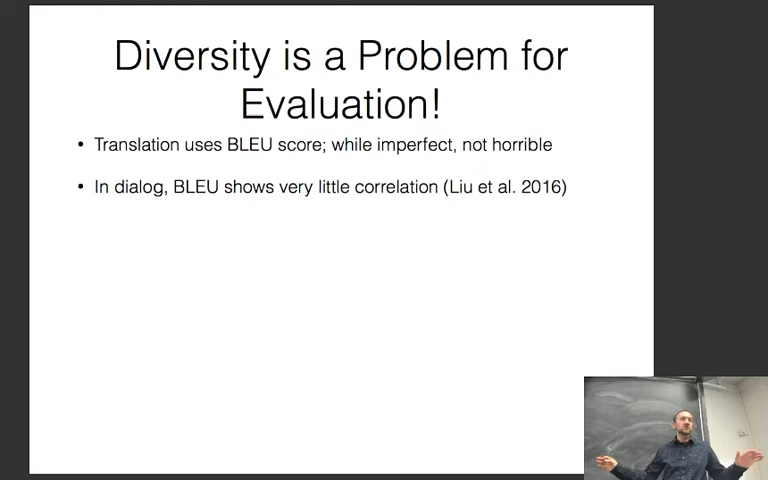 Diversity is a Problem for
Evaluation!
• Translation uses BLEU score; while imperfect, not horrible
• In dialog, BLEU shows very little correlation (Liu et al. 2016)